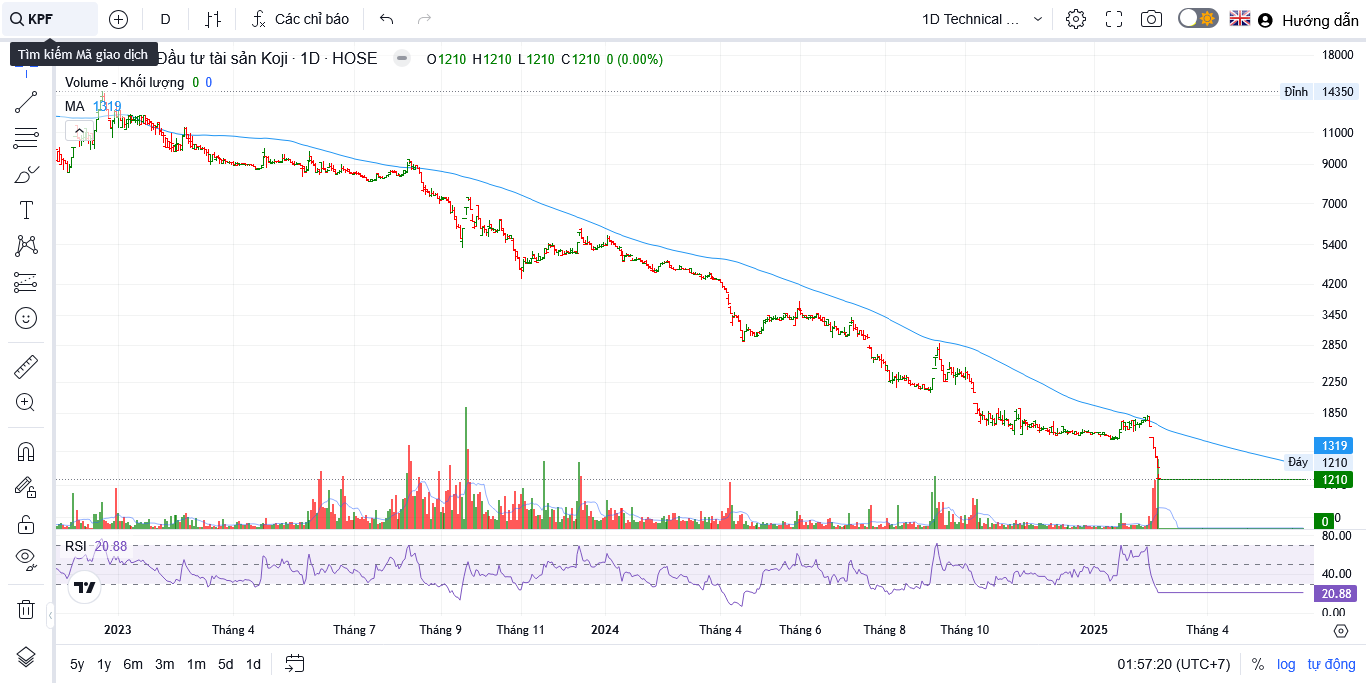 KPF
D
Các chỉ báo
1D Technical ...
Hướng dẫn
Tìm kiếm Mã giao dịch
Đầu tư tài sản Koji · 1D · HOSE
O1210 H1210 L1210 C1210 0 (0.00%)
Volume - Khối lượng 0 0
MA 1319
18000
Đỉnh 14350
11000
9000
7000
5400
4200
3450
2850
2250
1850
1319
Đáy 1210
1210
0
0
RSI 20.88
80.00
40.00
20.88
0.00
2023 Tháng 4 Tháng 7 Tháng 9 Tháng 11 2024 Tháng 4 Tháng 6 Tháng 8 Tháng 10 2025 Tháng 4
5y 1y 6m 3m 1m 5d 1d
01:57:20 (UTC+7) % log tự động